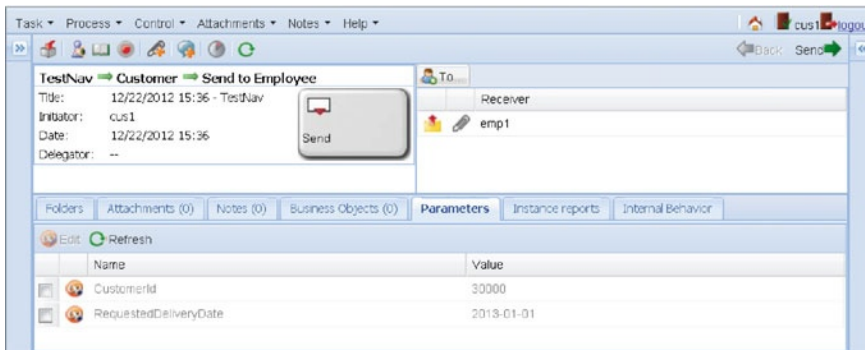 Task Process Control Attachments Notes Help cus1 logou
Back Send
TestNav Customer Send to Employee
Title: 12/22/2012 15:36 - TestNav
Initiator: cus1
Date: 12/22/2012 15:36
Delegator: --
Send
To...
Receiver
emp1
Folders Attachments (0) Notes (0) Business Objects (0) Parameters Instance reports Internal Behavior
Edit Refresh
Name Value
CustomerId 30000
RequestedDeliveryDate 2013-01-01